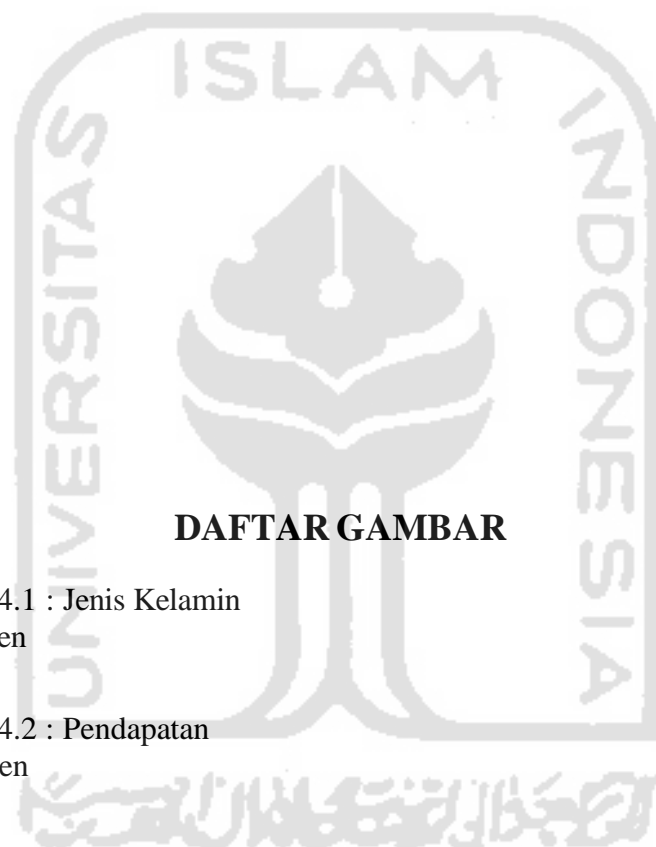 ISLAM
UNIVERSITAS
INDONESIA
DAFTAR GAMBAR
4.1 : Jenis Kelamin
en
4.2 : Pendapatan
en